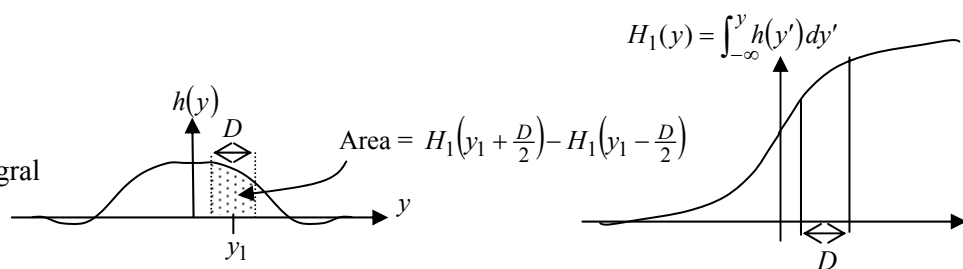 H₁(y) = ∫_{-∞}^{y} h(y′)dy′
h(y)
D
Area = H₁(y₁ + D/2) − H₁(y₁ − D/2)
gral
y
y₁
D